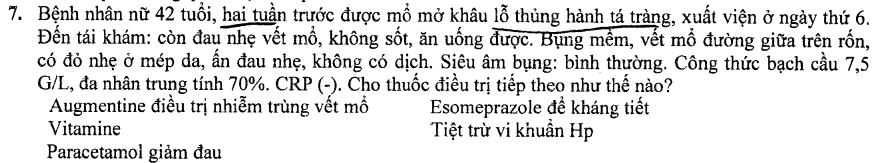 7. Bệnh nhân nữ 42 tuổi, hai tuần trước được mổ mở khâu lỗ thủng hành tá tràng, xuất viện ở ngày thứ 6.
Đến tái khám: còn đau nhẹ vết mổ, không sốt, ăn uống được. Bụng mềm, vết mổ đường giữa trên rốn,
có đỏ nhẹ ở mép da, ấn đau nhẹ, không có dịch. Siêu âm bụng: bình thường. Công thức bạch cầu 7,5
G/L, đa nhân trung tính 70%. CRP (-). Cho thuốc điều trị tiếp theo như thế nào?
Augmentine điều trị nhiễm trùng vết mổ Esomeprazole để kháng tiết
Vitamine Tiệt trừ vi khuẩn Hp
Paracetamol giảm đau